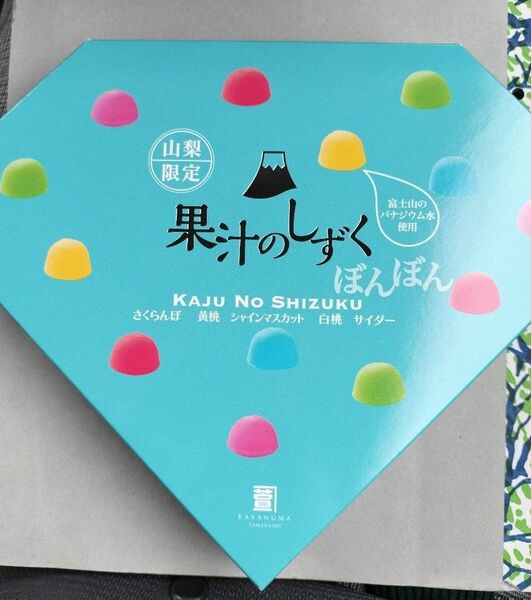 山梨
限定
富士山の
バナジウム水
使用
果汁のしずく
ぼんぼん
KAJU NO SHIZUKU
さくらんぼ　黄桃　シャインマスカット　白桃　サイダー
萱
KAYANUMA
YAMANASHI